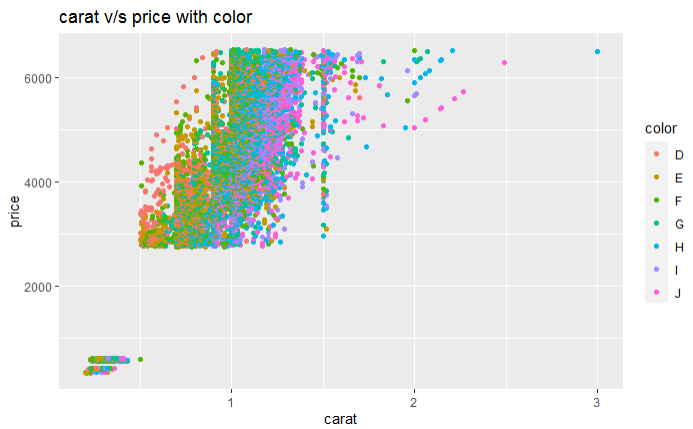 carat v/s price with color
price
6000
4000
2000
1
2
3
carat
color
D
E
F
G
H
I
J